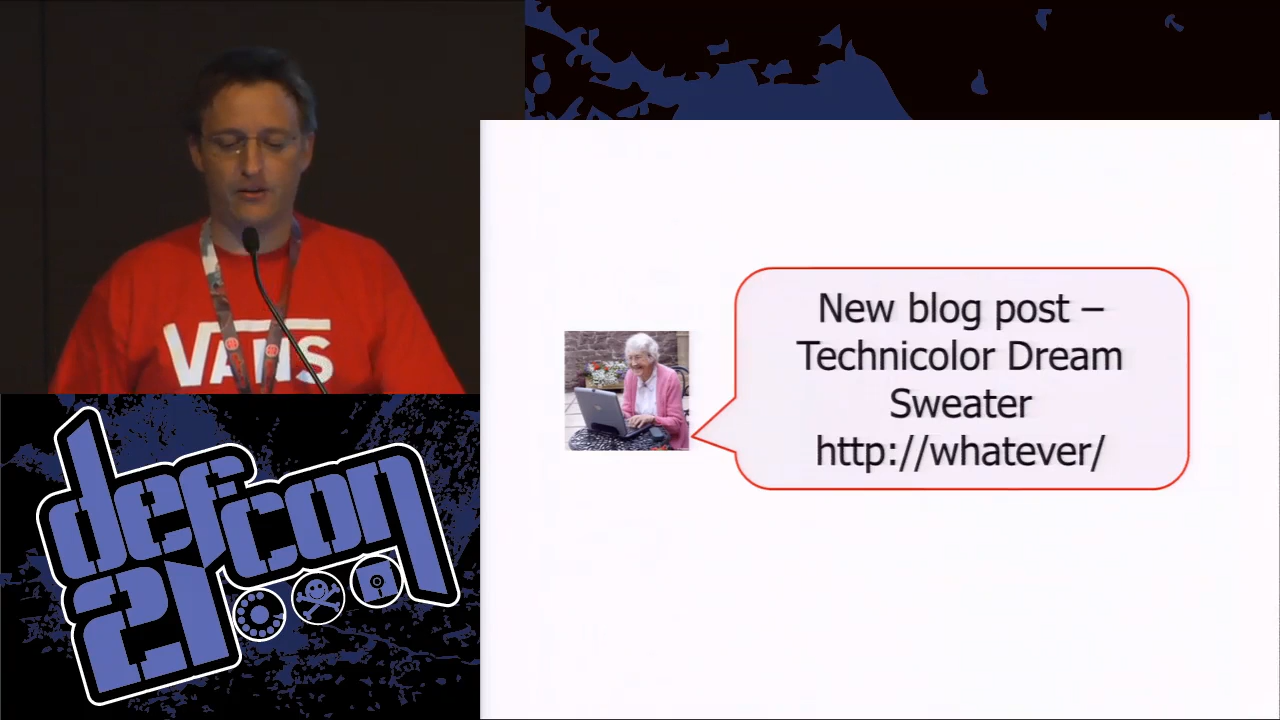 VANS
New blog post –
Technicolor Dream
Sweater
http://whatever/
defcon
21